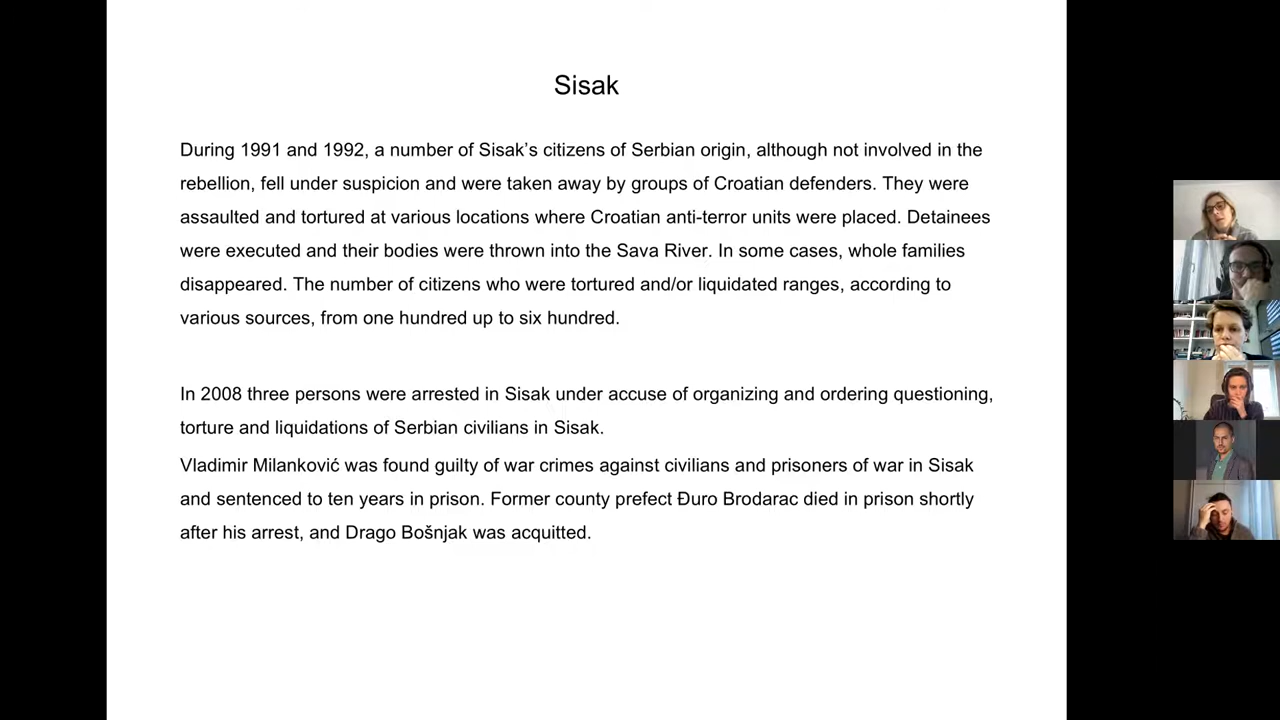 Sisak
During 1991 and 1992, a number of Sisak’s citizens of Serbian origin, although not involved in the
rebellion, fell under suspicion and were taken away by groups of Croatian defenders. They were
assaulted and tortured at various locations where Croatian anti-terror units were placed. Detainees
were executed and their bodies were thrown into the Sava River. In some cases, whole families
disappeared. The number of citizens who were tortured and/or liquidated ranges, according to
various sources, from one hundred up to six hundred.
In 2008 three persons were arrested in Sisak under accuse of organizing and ordering questioning,
torture and liquidations of Serbian civilians in Sisak.
Vladimir Milanković was found guilty of war crimes against civilians and prisoners of war in Sisak
and sentenced to ten years in prison. Former county prefect Đuro Brodarac died in prison shortly
after his arrest, and Drago Bošnjak was acquitted.